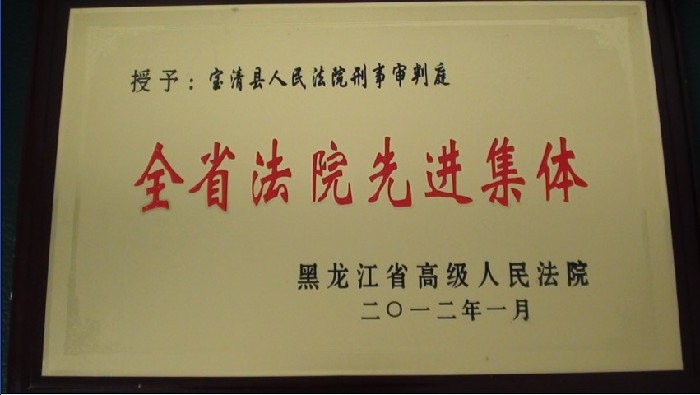 授予：宝清县人民法院刑事审判庭
全省法院先进集体
黑龙江省高级人民法院
二〇一二年一月